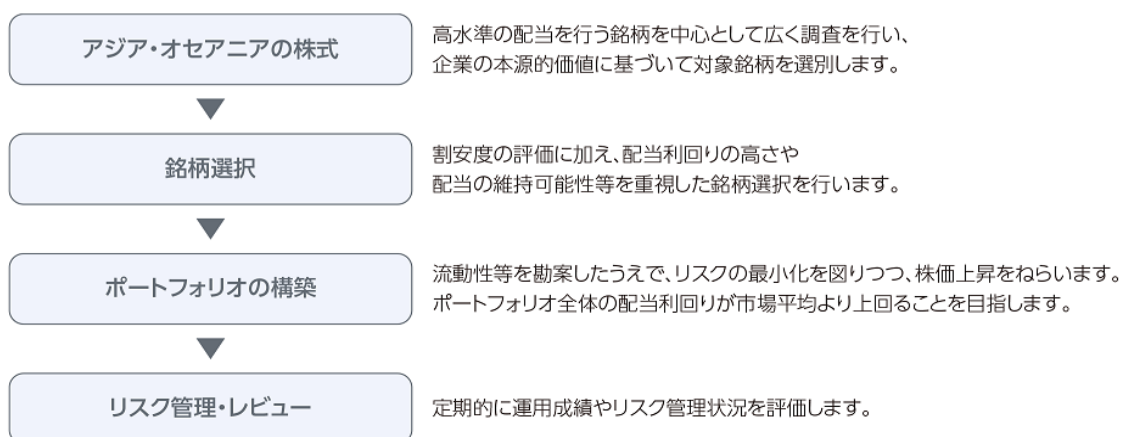 アジア・オセアニアの株式
高水準の配当を行う銘柄を中心として広く調査を行い、
企業の本源的価値に基づいて対象銘柄を選別します。
銘柄選択
割安度の評価に加え、配当利回りの高さや
配当の維持可能性等を重視した銘柄選択を行います。
ポートフォリオの構築
流動性等を勘案したうえで、リスクの最小化を図りつつ、株価上昇をねらいます。
ポートフォリオ全体の配当利回りが市場平均より上回ることを目指します。
リスク管理・レビュー
定期的に運用成績やリスク管理状況を評価します。